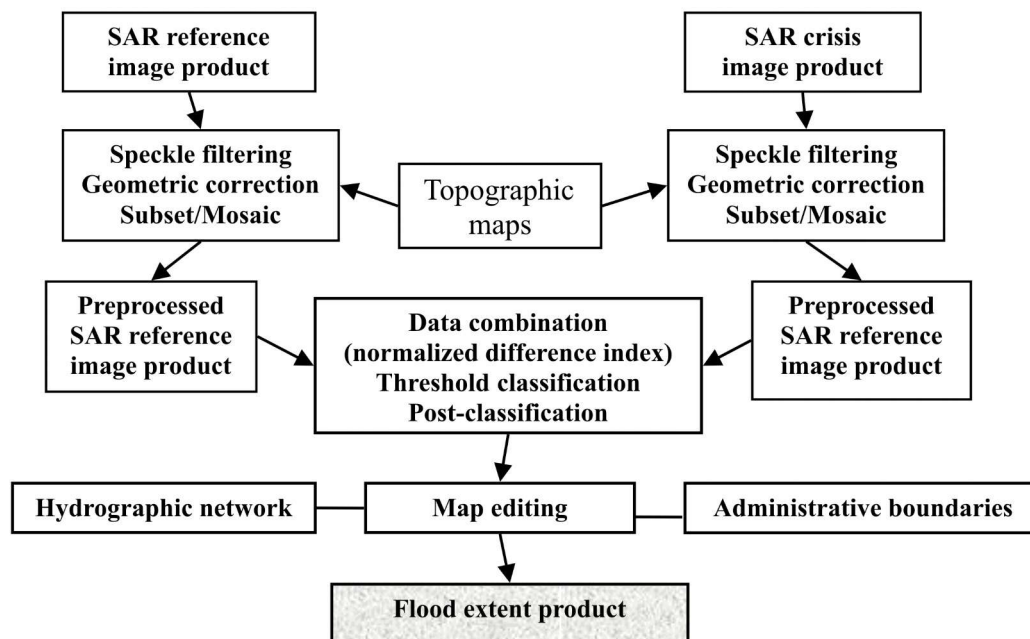 SAR reference
image product
SAR crisis
image product
Speckle filtering
Geometric correction
Subset/Mosaic
Topographic
maps
Speckle filtering
Geometric correction
Subset/Mosaic
Preprocessed
SAR reference
image product
Data combination
(normalized difference index)
Threshold classification
Post-classification
Preprocessed
SAR reference
image product
Hydrographic network
Map editing
Administrative boundaries
Flood extent product